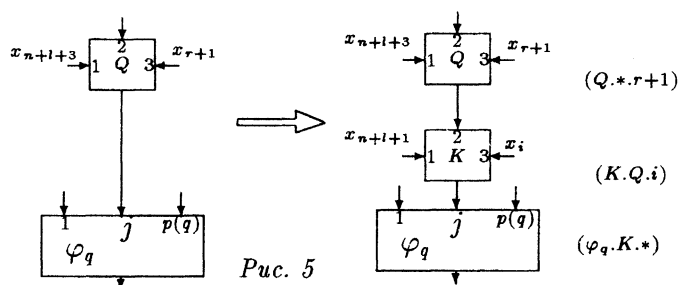 x_{n+l+3} 2 x_{r+1}
1 Q 3
x_{n+l+3} 2 x_{r+1}
1 Q 3
(Q.*.r+1)
x_{n+l+1} 2 x_i
1 K 3
(K.Q.i)
1 j p(q)
φ_q
1 j p(q)
φ_q
(φ_q.K.*)
Рис. 5